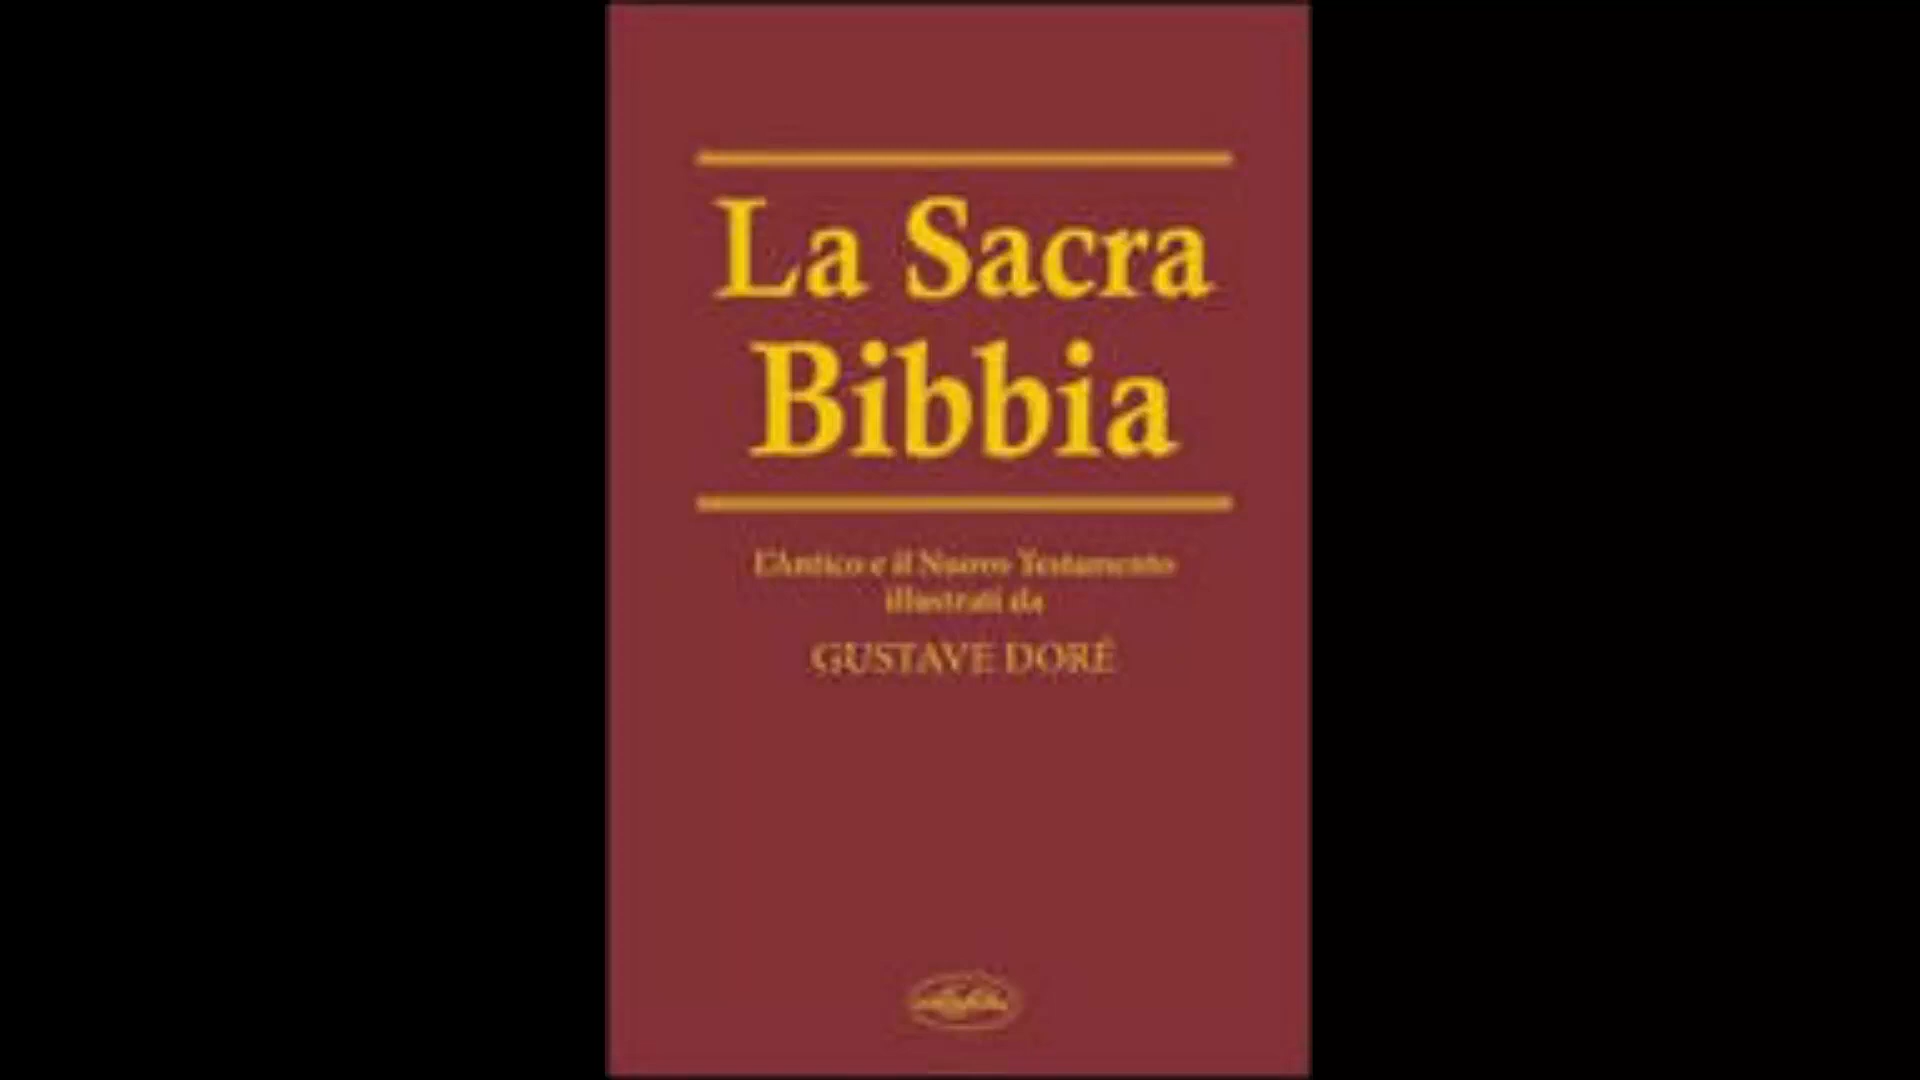 La Sacra
Bibbia
L'Antico e il Nuovo Testamento
illustrati da
GUSTAVE DORÉ